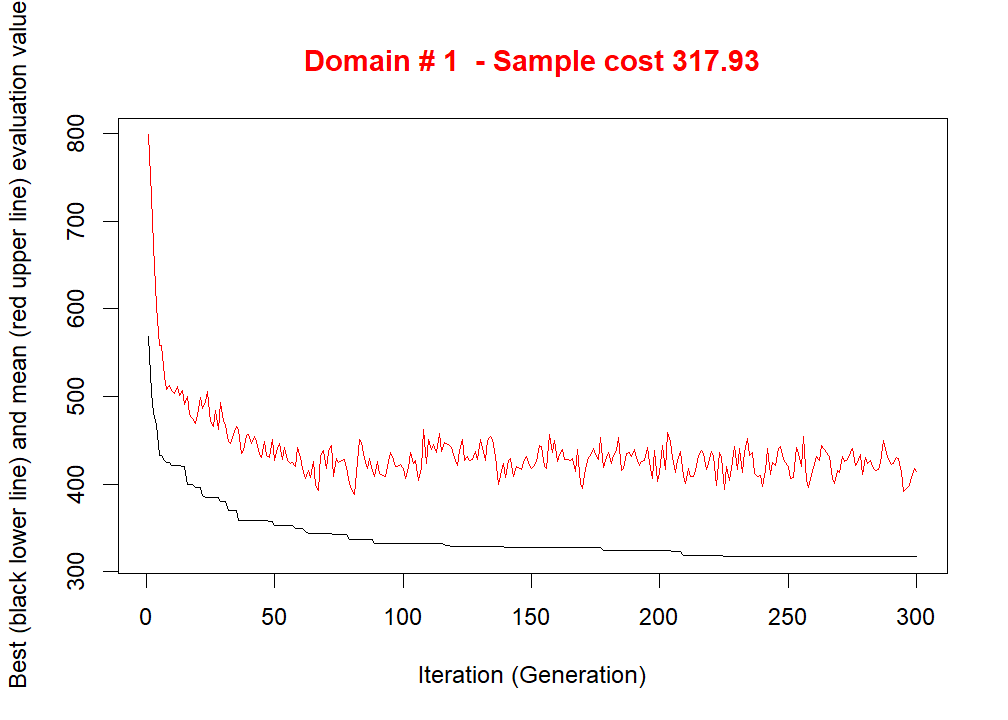 Domain # 1  - Sample cost 317.93
Best (black lower line) and mean (red upper line) evaluation value
800
700
600
500
400
300
0 50 100 150 200 250 300
Iteration (Generation)